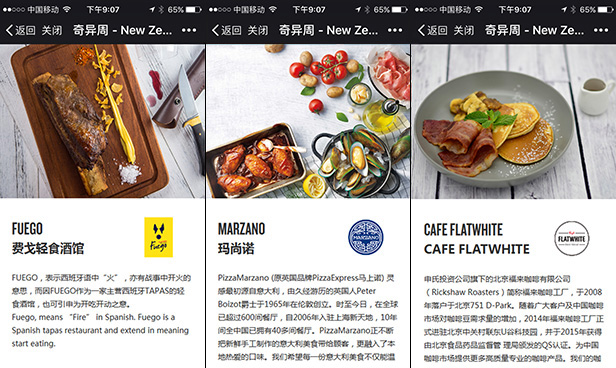 ●●○○○ 中国移动 下午9:07 65%
返回 关闭 奇异周 - New Ze... •••
FUEGO
费戈轻食酒馆
Fuego
FUEGO，表示西班牙语中“火”，亦有故事中开火的
意思，而因FUEGO作为一家主营西班牙TAPAS的轻
食酒馆，也可引申为开吃开动之意。
Fuego, means “Fire” in Spanish. Fuego is a
Spanish tapas restaurant and extend in meaning
start eating.
●●○○○ 中国移动 下午9:07 65%
返回 关闭 奇异周 - New Ze... •••
MARZANO
玛尚诺
MARZANO
PizzaMarzano (原英国品牌PizzaExpress马上诺) 灵
感最初源自意大利，由久经游历的英国人Peter
Boizot爵士于1965年在伦敦创立。时至今日，在全球
已超过600间餐厅，自2006年入驻上海新天地，10年
间全中国已拥有40多间餐厅。PizzaMarzano正不断
把新鲜手工制作的意大利美食带给顾客，更融入了本
地热爱的口味。我们希望每一份意大利美食不仅能温
●●○○○ 中国移动 下午9:07 65%
返回 关闭 奇异周 - New Ze... •••
CAFE FLATWHITE
CAFE FLATWHITE
FLATWHITE
申氏投资公司旗下的北京福来咖啡有限公司
（Rickshaw Roasters）简称福来咖啡工厂，于2008
年落户于北京751 D-Park。随着广大客户及中国咖啡
市场对咖啡豆需求量的增加，2014年福来咖啡工厂正
式进驻北京中关村联东U谷科技园，并于2015年获得
由北京食品药品监督管 理局颁发的QS认证。为中国
咖啡市场提供更多高质量专业的咖啡产品。我们的咖